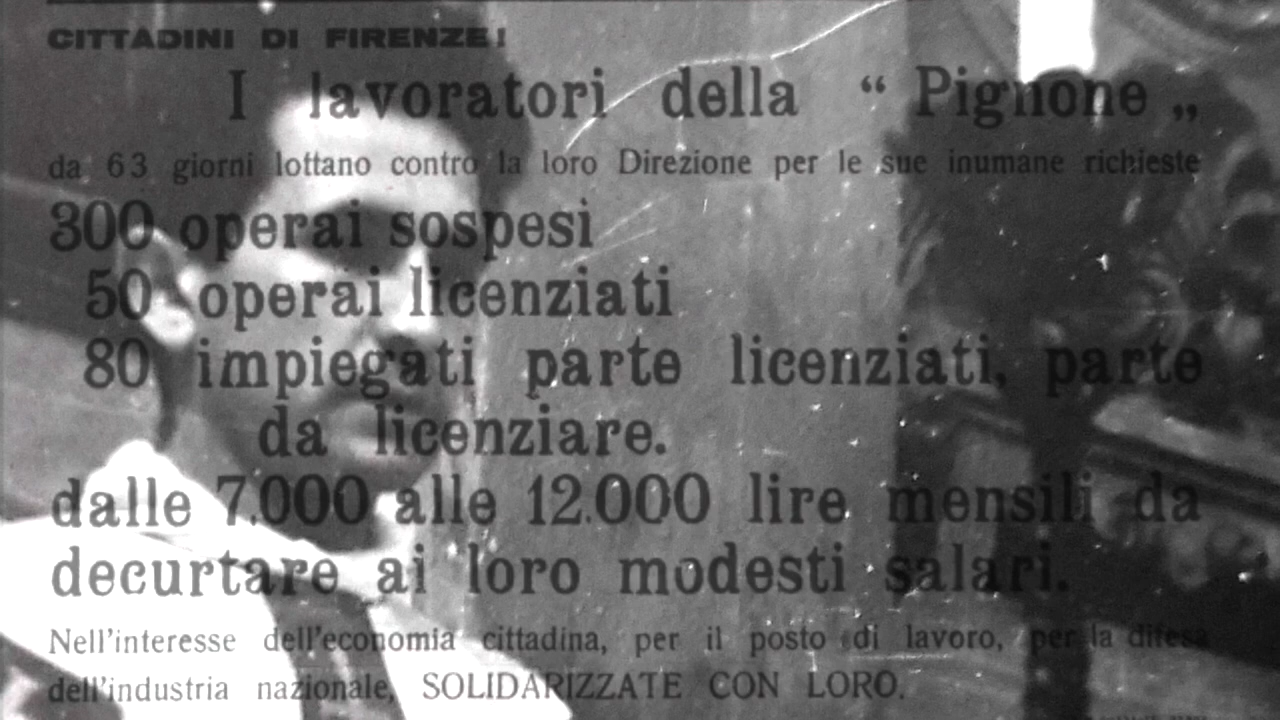 CITTADINI DI FIRENZE!
I lavoratori della “ Pignone „
da 63 giorni lottano contro la loro Direzione per le sue inumane richieste
300 operai sospesi
50 operai licenziati
80 impiegati parte licenziati, parte
da licenziare.
dalle 7.000 alle 12.000 lire mensili da
decurtare ai loro modesti salari.
Nell'interesse dell'economia cittadina, per il posto di lavoro, per la difesa
dell'industria nazionale, SOLIDARIZZATE CON LORO.